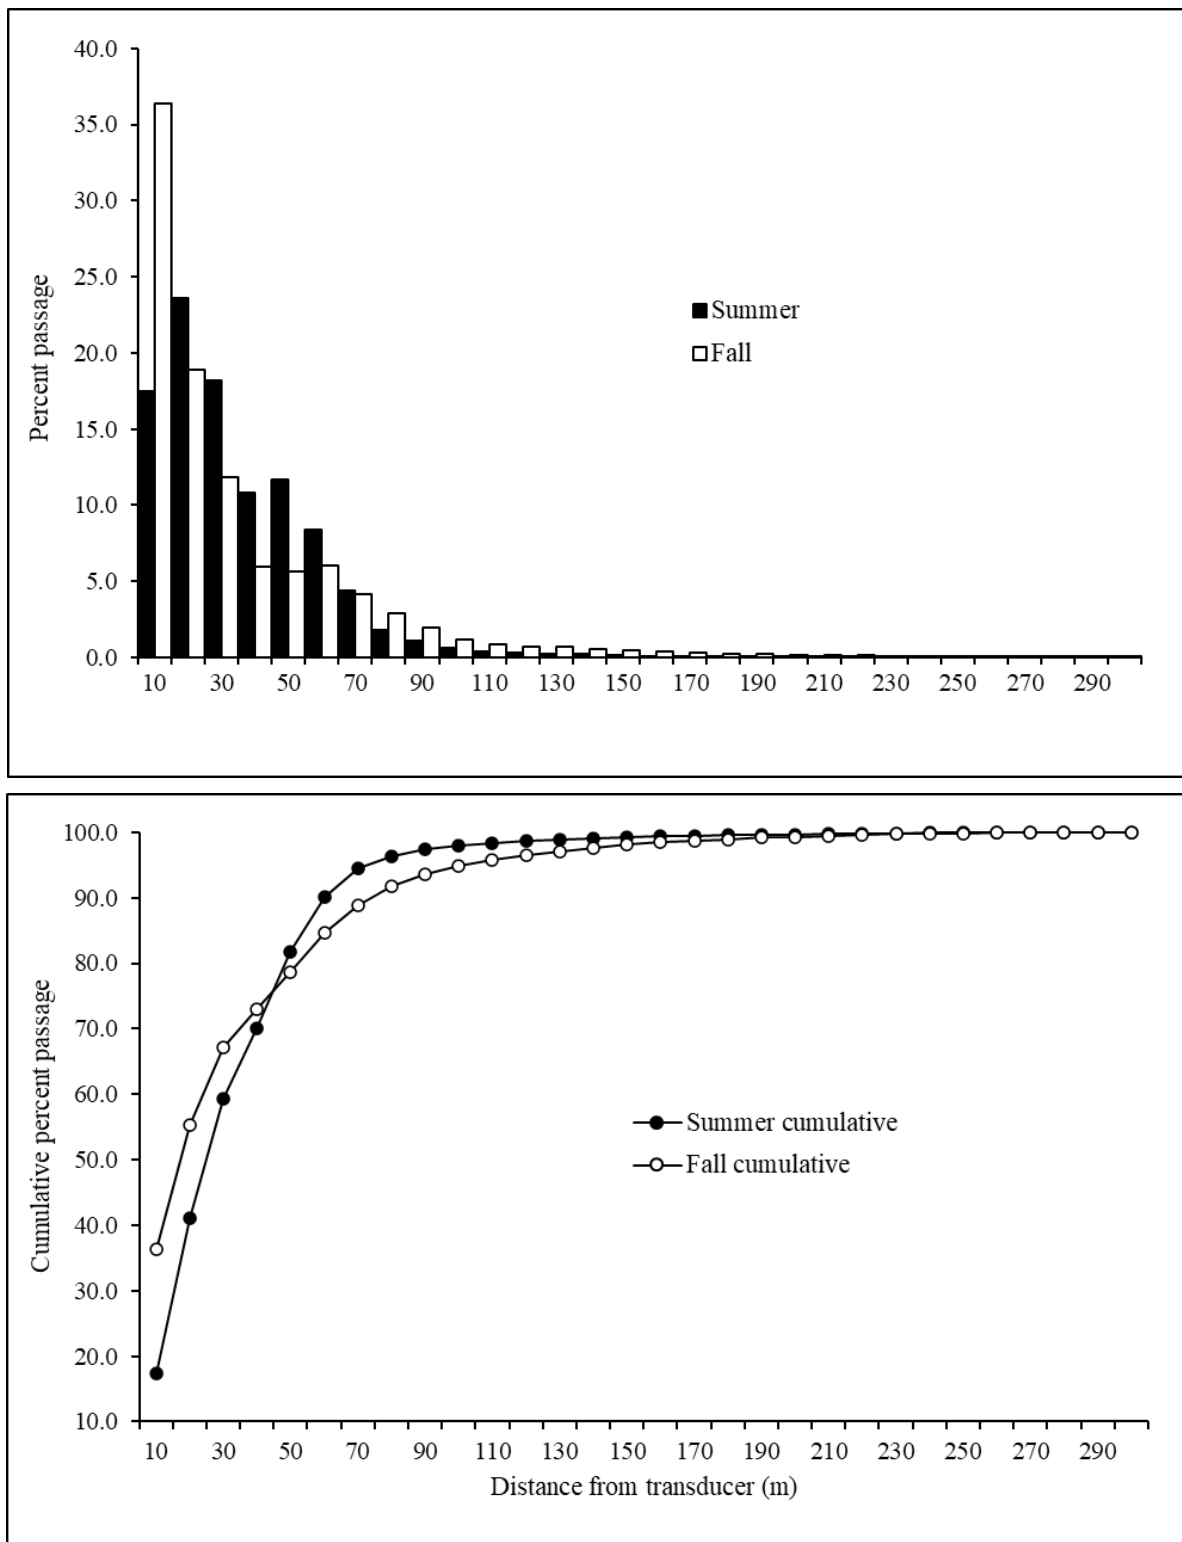 40.0
35.0
30.0
25.0
20.0
15.0
10.0
5.0
0.0
Percent passage
Summer
Fall
10 30 50 70 90 110 130 150 170 190 210 230 250 270 290
100.0
90.0
80.0
70.0
60.0
50.0
40.0
30.0
20.0
10.0
Cumulative percent passage
Summer cumulative
Fall cumulative
10 30 50 70 90 110 130 150 170 190 210 230 250 270 290
Distance from transducer (m)